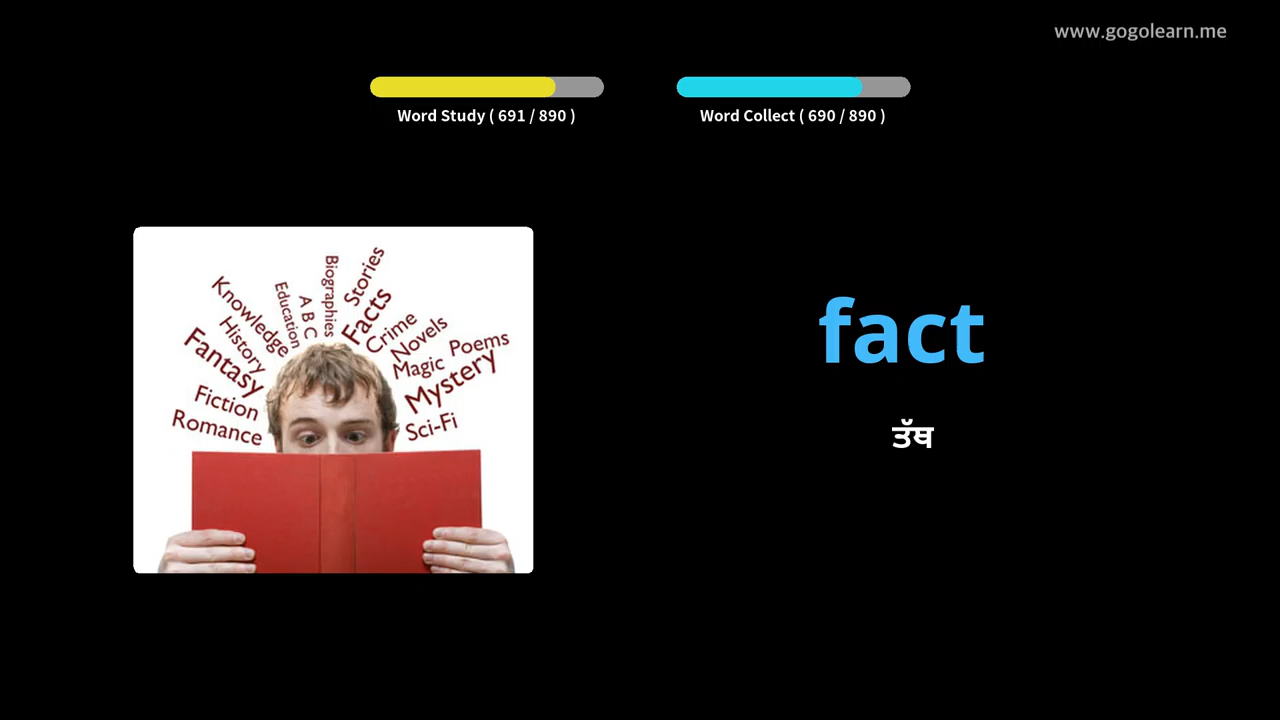 www.gogolearn.me
Word Study ( 691 / 890 )
Word Collect ( 690 / 890 )
Romance
Fiction
Fantasy
History
Knowledge
Education
A B C
Biographies
Stories
Facts
Crime
Novels
Magic
Poems
Mystery
Sci-Fi
fact
ਤੱਥ